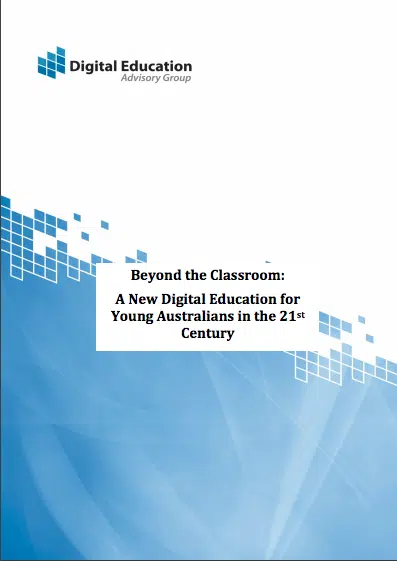 Digital Education
Advisory Group
Beyond the Classroom:
A New Digital Education for
Young Australians in the 21st
Century